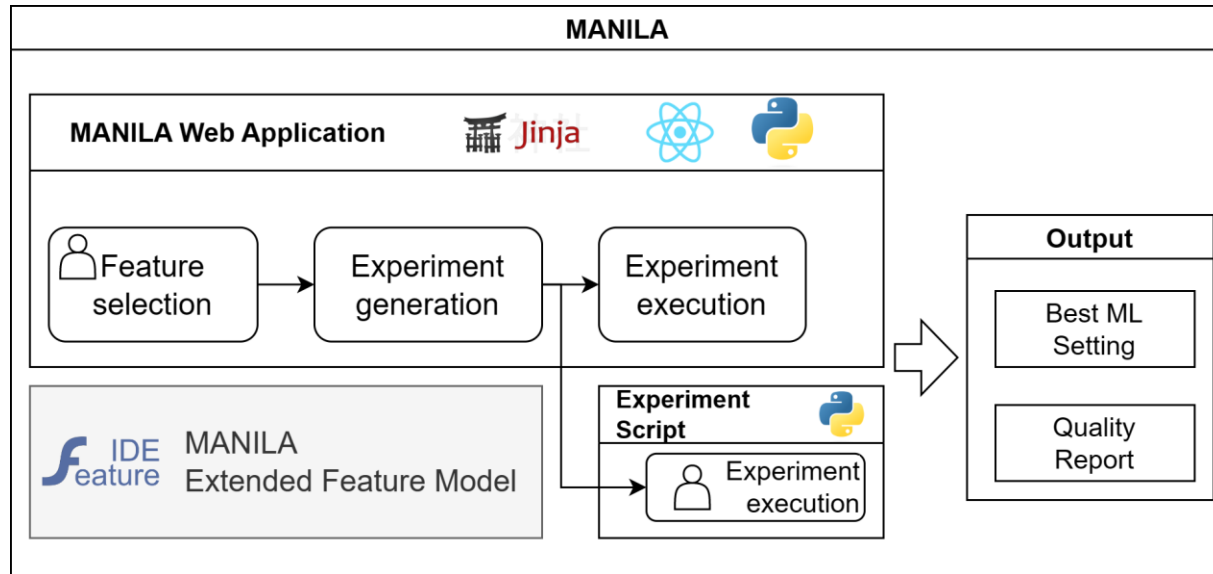 MANILA
MANILA Web Application
Jinja
Feature
selection
Experiment
generation
Experiment
execution
Output
Best ML
Setting
Quality
Report
IDE
Feature
MANILA
Extended Feature Model
Experiment
Script
Experiment
execution